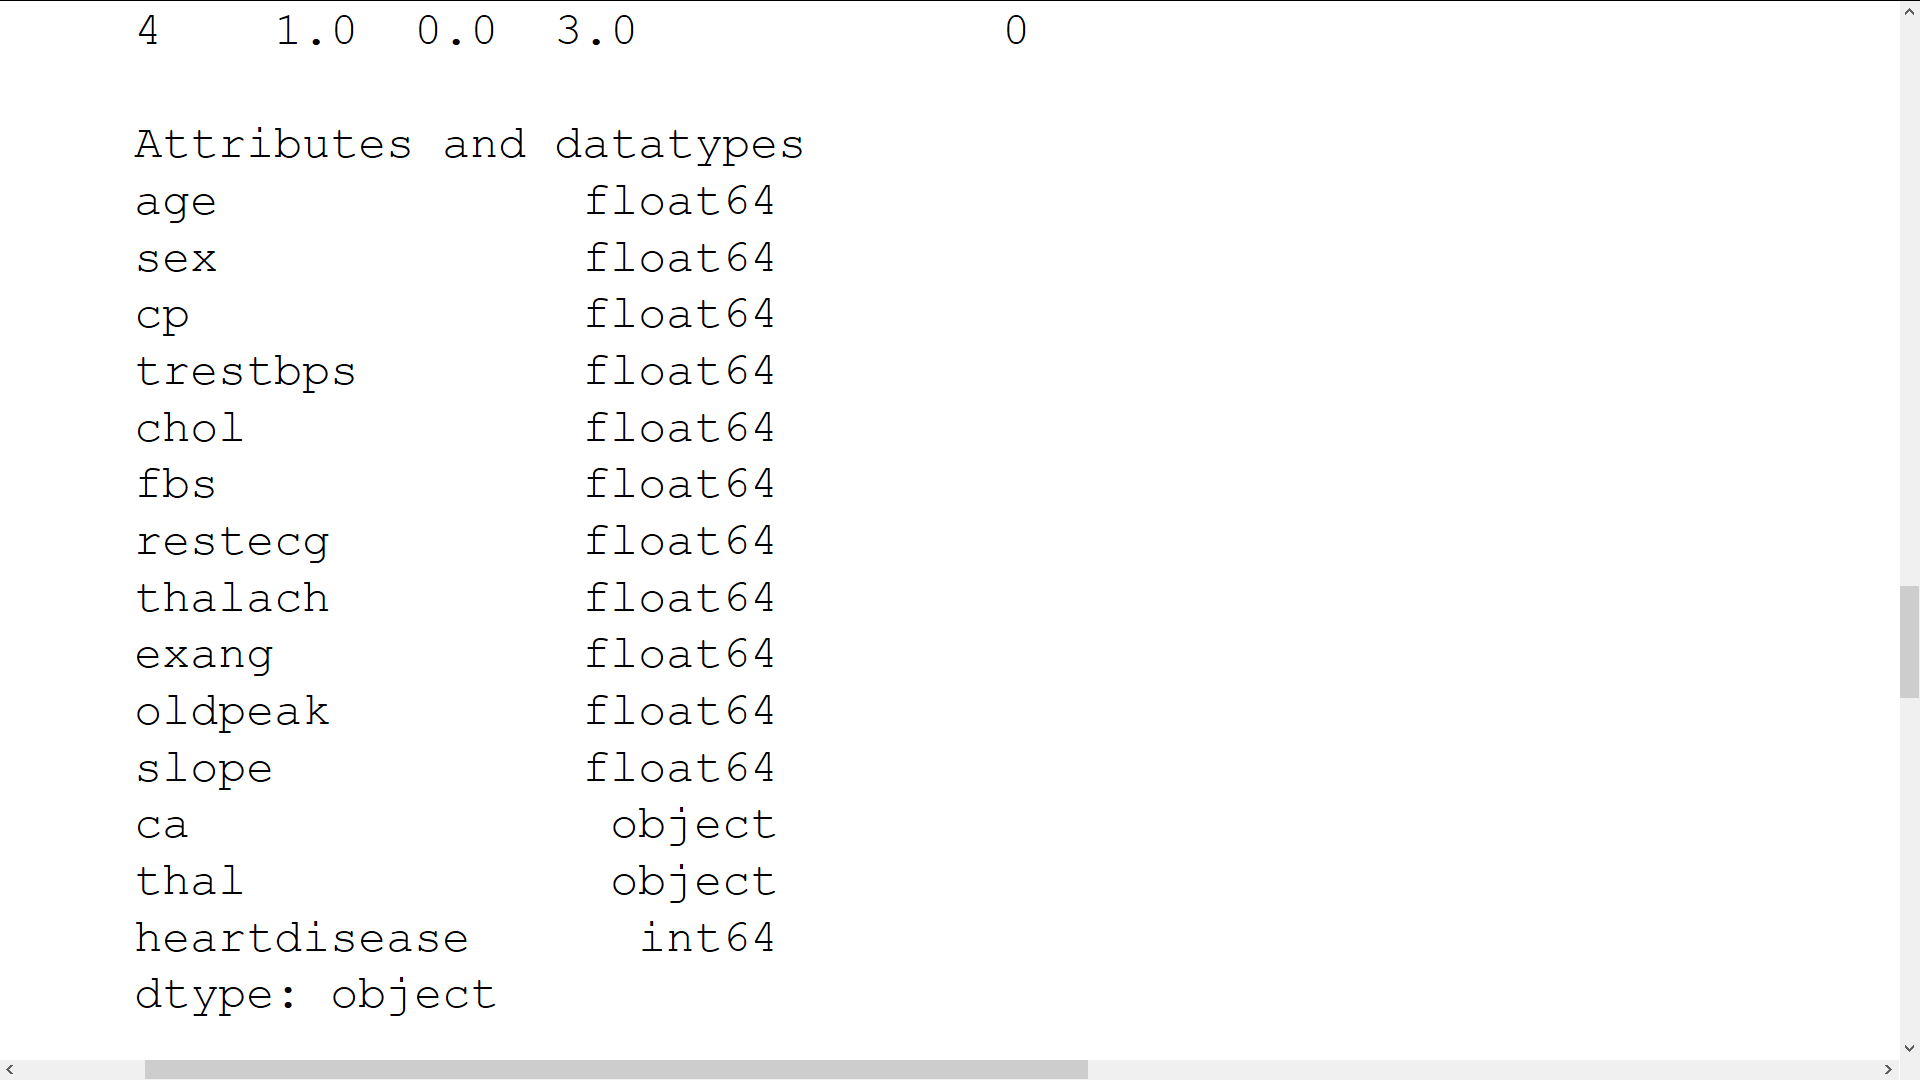 4 1.0 0.0 3.0 0
Attributes and datatypes
age float64
sex float64
cp float64
trestbps float64
chol float64
fbs float64
restecg float64
thalach float64
exang float64
oldpeak float64
slope float64
ca object
thal object
heartdisease int64
dtype: object